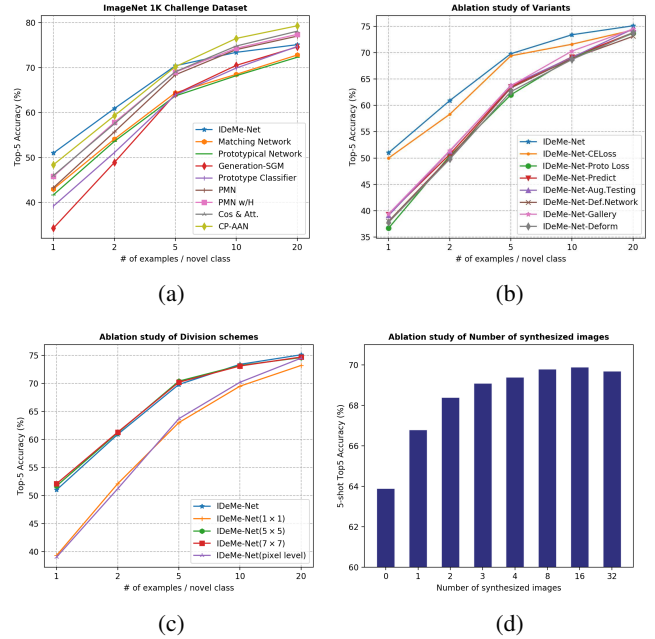 ImageNet 1K Challenge Dataset
Top-5 Accuracy (%)
80
70
60
50
40
IDeMe-Net
Matching Network
Prototypical Network
Generation-SGM
Prototype Classifier
PMN
PMN w/H
Cos & Att.
CP-AAN
1
2
5
10
20
# of examples / novel class
(a)
Ablation study of Variants
Top-5 Accuracy (%)
75
70
65
60
55
50
45
40
35
IDeMe-Net
IDeMe-Net-CELoss
IDeMe-Net-Proto Loss
IDeMe-Net-Predict
IDeMe-Net-Aug.Testing
IDeMe-Net-Def.Network
IDeMe-Net-Gallery
IDeMe-Net-Deform
1
2
5
10
20
# of examples / novel class
(b)
Ablation study of Division schemes
Top-5 Accuracy (%)
75
70
65
60
55
50
45
40
IDeMe-Net
IDeMe-Net(1 × 1)
IDeMe-Net(5 × 5)
IDeMe-Net(7 × 7)
IDeMe-Net(pixel level)
1
2
5
10
20
# of examples / novel class
(c)
Ablation study of Number of synthesized images
5-shot Top5 Accuracy (%)
70
68
66
64
62
60
0
1
2
3
4
8
16
32
Number of synthesized images
(d)